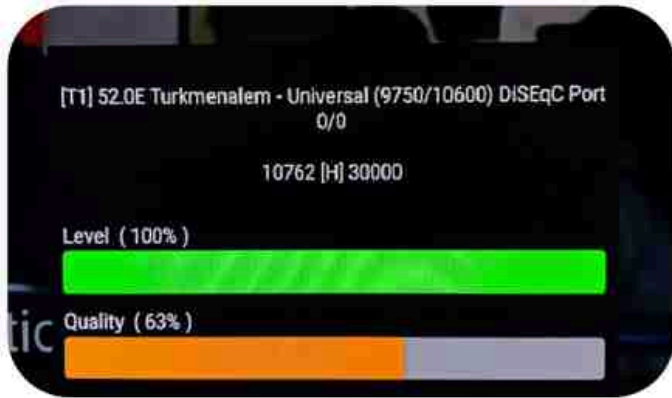 [T1] 52.0E Turkmenalem - Universal (9750/10600) DiSEqC Port
0/0
10762 [H] 30000
Level ( 100% )
Quality ( 63% )
tic